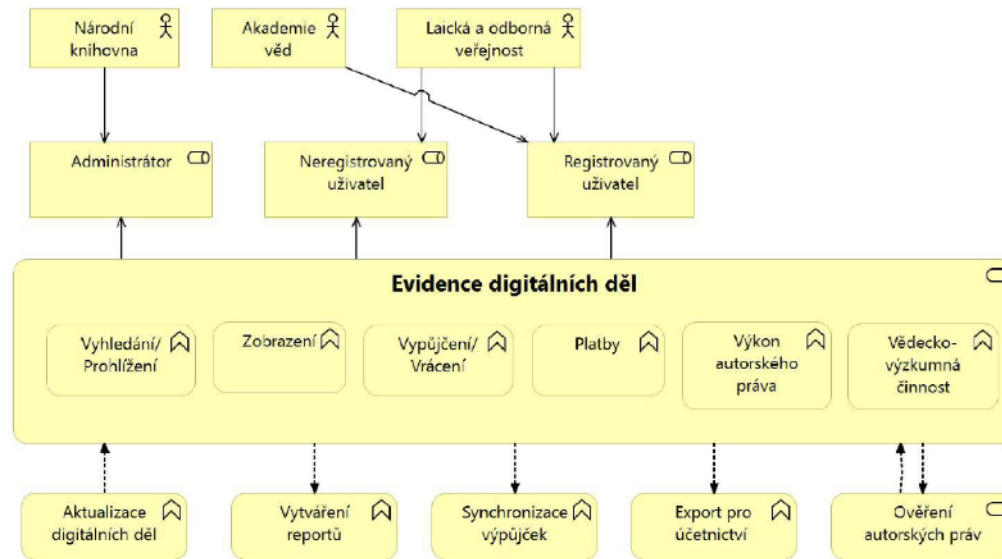 Národní
knihovna
Akademie
věd
Laická a odborná
veřejnost
Administrátor
Neregistrovaný
uživatel
Registrovaný
uživatel
Evidence digitálních děl
Vyhledání/
Prohlížení
Zobrazení
Vypůjčení/
Vrácení
Platby
Výkon
autorského
práva
Vědecko-
výzkumná
činnost
Aktualizace
digitálních děl
Vytváření
reportů
Synchronizace
výpůjček
Export pro
účetnictví
Ověření
autorských práv